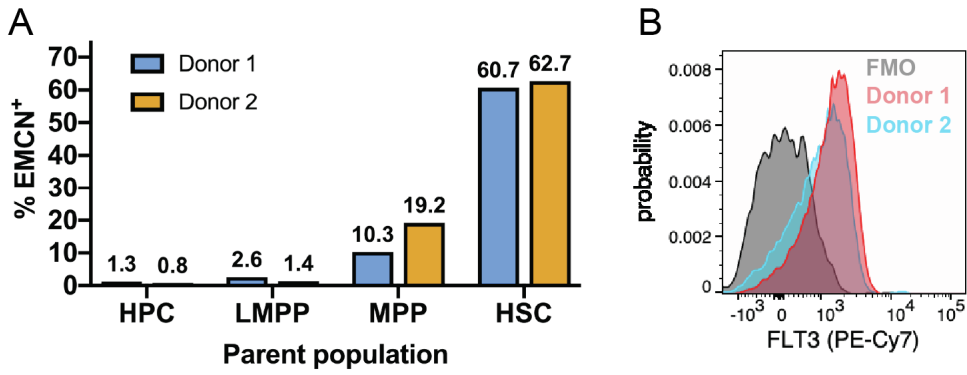 A
% EMCN+
70
60
50
40
30
20
10
0
Donor 1
Donor 2
1.3
0.8
2.6
1.4
10.3
19.2
60.7
62.7
HPC
LMPP
MPP
HSC
Parent population
B
probability
0.008
0.006
0.004
0.002
0
FMO
Donor 1
Donor 2
-10³
0
10³
10⁴
10⁵
FLT3 (PE-Cy7)